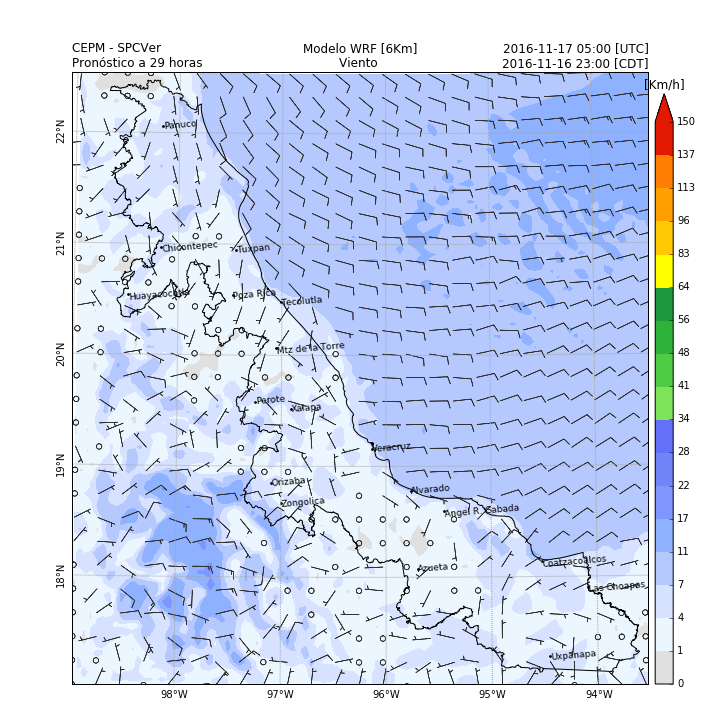 CEPM - SPCVer Modelo WRF [6Km] 2016-11-17 05:00 [UTC]
Pronóstico a 29 horas Viento 2016-11-16 23:00 [CDT]
[Km/h]
150
137
113
96
83
64
56
48
41
34
28
22
17
11
7
4
1
0
22°N
21°N
20°N
19°N
18°N
Panuco
Chicontepec
Tuxpan
Huayacocotla
Poza Rica
Tecolutla
Mtz de la Torre
Perote
Xalapa
Veracruz
Orizaba
Alvarado
Zongolica
Angel R. Cabada
Coatzacoalcos
Azueta
Las Choapas
Uxpanapa
98°W 97°W 96°W 95°W 94°W